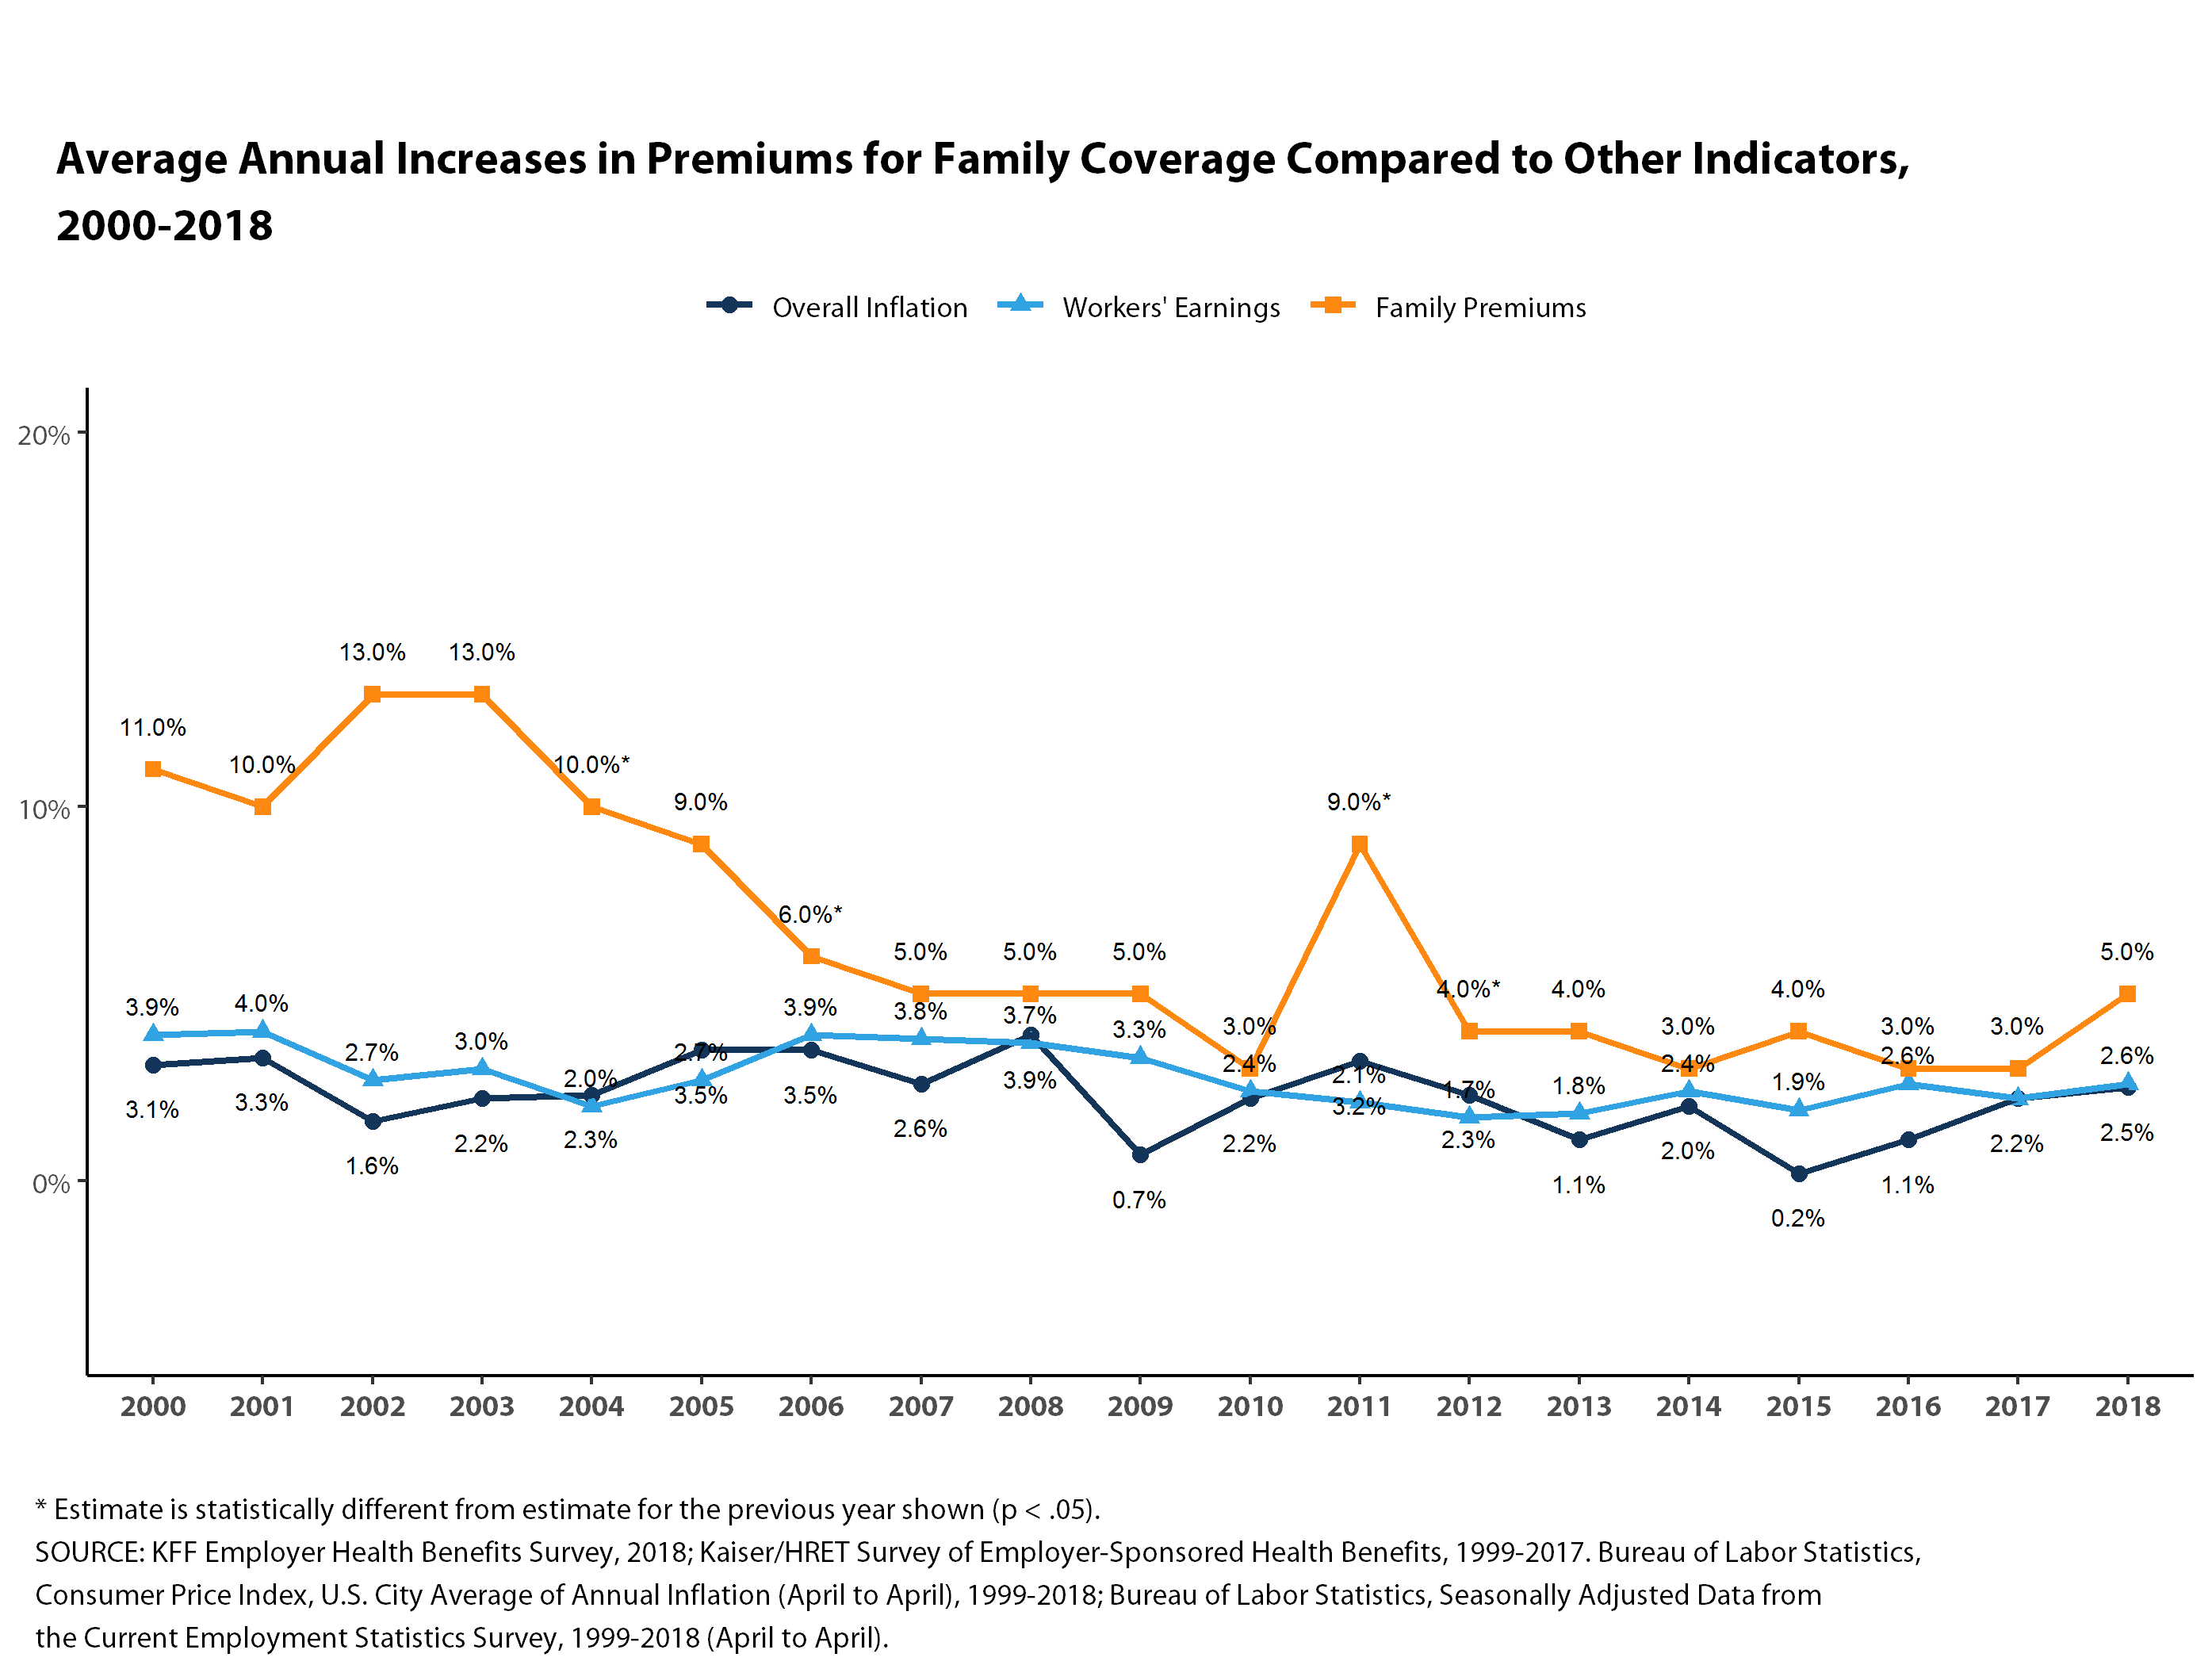 Average Annual Increases in Premiums for Family Coverage Compared to Other Indicators,
2000-2018
Overall Inflation Workers' Earnings Family Premiums
20%
13.0% 13.0%
11.0%
10.0% 10.0%*
10%
9.0% 9.0%*
6.0%*
5.0% 5.0% 5.0% 5.0%
4.0%* 4.0% 4.0%
3.0% 3.0% 3.0% 3.0%
3.9% 4.0% 2.7% 3.0% 2.0% 2.7% 3.9% 3.8% 3.7% 3.3% 2.4% 2.1% 1.7% 1.8% 2.4% 1.9% 2.6% 2.6%
3.1% 3.3% 1.6% 2.2% 2.3% 3.5% 3.5% 2.6% 3.9% 0.7% 2.2% 3.2% 2.3% 1.1% 2.0% 0.2% 1.1% 2.2% 2.5%
0%
2000 2001 2002 2003 2004 2005 2006 2007 2008 2009 2010 2011 2012 2013 2014 2015 2016 2017 2018
* Estimate is statistically different from estimate for the previous year shown (p < .05).
SOURCE: KFF Employer Health Benefits Survey, 2018; Kaiser/HRET Survey of Employer-Sponsored Health Benefits, 1999-2017. Bureau of Labor Statistics,
Consumer Price Index, U.S. City Average of Annual Inflation (April to April), 1999-2018; Bureau of Labor Statistics, Seasonally Adjusted Data from
the Current Employment Statistics Survey, 1999-2018 (April to April).